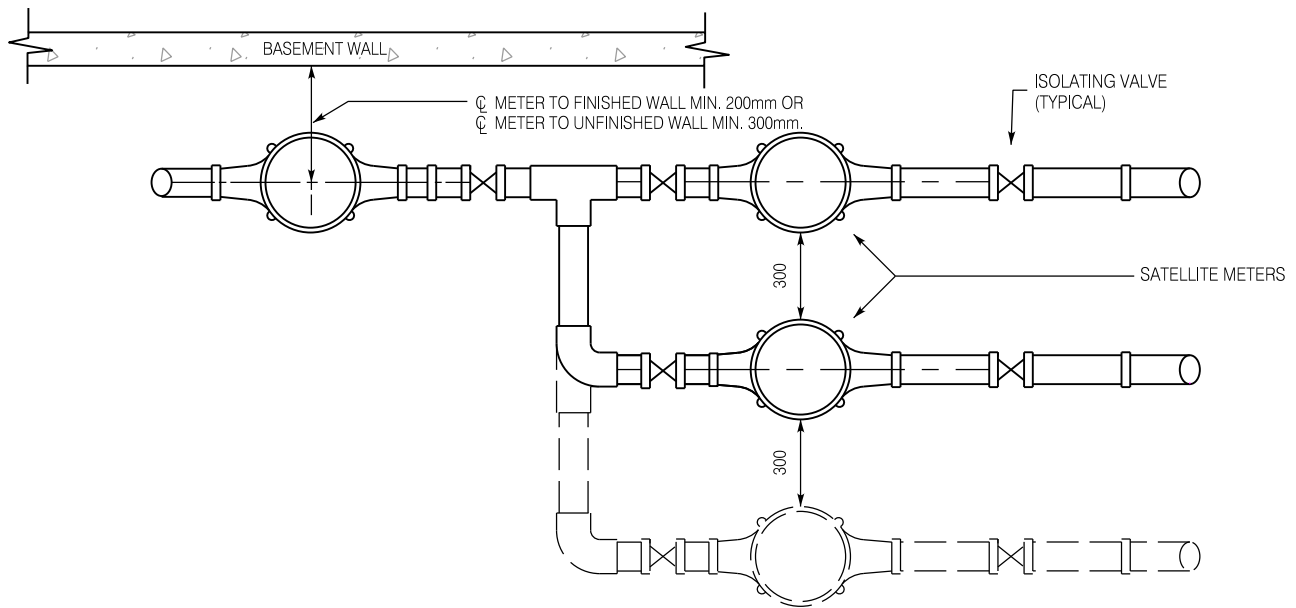 BASEMENT WALL
℄ METER TO FINISHED WALL MIN. 200mm OR
℄ METER TO UNFINISHED WALL MIN. 300mm.
ISOLATING VALVE
(TYPICAL)
300
SATELLITE METERS
300